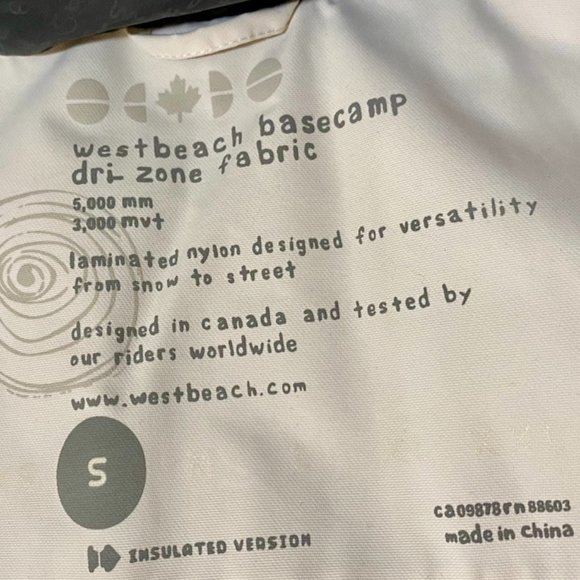 westbeach basecamp
dri- zone fabric
5,000 mm
3,000 mvt
laminated nylon designed for versatility
from snow to street
designed in canada and tested by
our riders worldwide
www.westbeach.com
S
INSULATED VERSION
ca09878rn88603
made in china